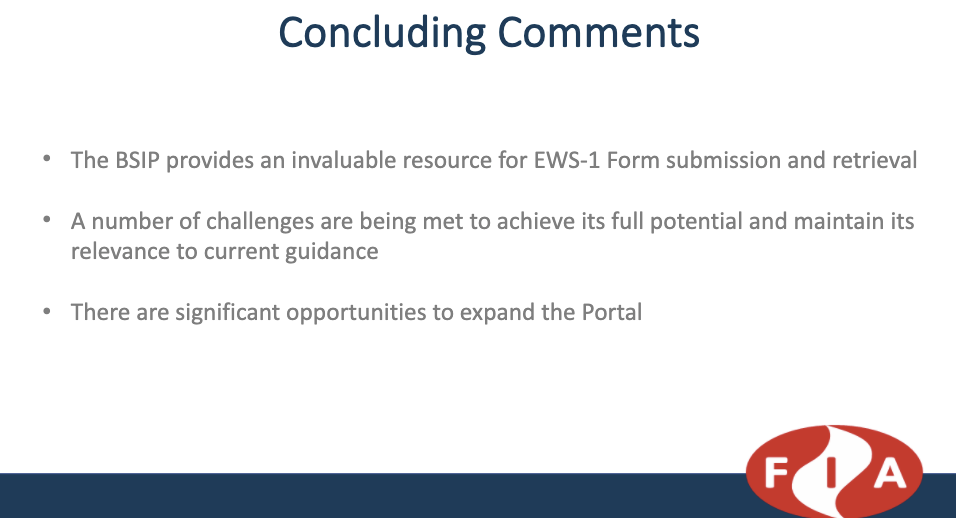 Concluding Comments
• The BSIP provides an invaluable resource for EWS-1 Form submission and retrieval
• A number of challenges are being met to achieve its full potential and maintain its
relevance to current guidance
• There are significant opportunities to expand the Portal
FIA